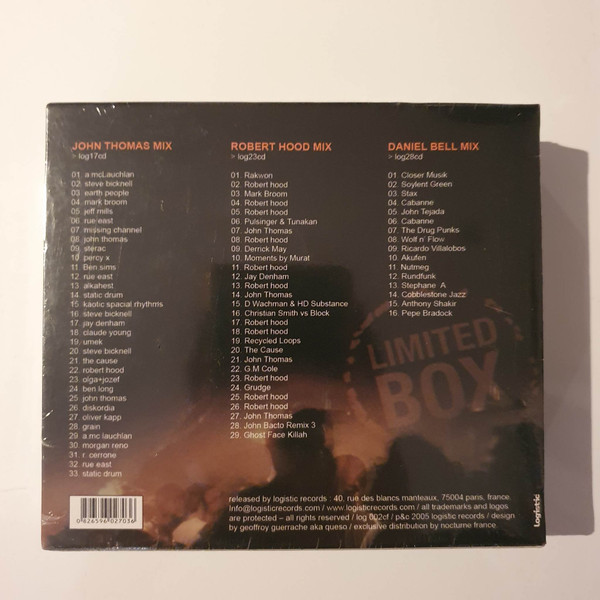 JOHN THOMAS MIX
> log17cd
01. a.mcLauchlan
02. steve bicknell
03. earth people
04. mark broom
05. jeff mills
06. rue east
07. missing channel
08. john thomas
09. sterac
10. percy x
11. Ben sims
12. rue east
13. alkahest
14. static drum
15. kaotic spacial rhythms
16. steve bicknell
17. jay denham
18. claude young
19. umek
20. steve bicknell
21. the cause
22. robert hood
23. olga+jozef
24. ben long
25. john thomas
26. diskordia
27. oliver kapp
28. grain
29. a.mc lauchlan
30. morgan reno
31. r. cerrone
32. rue east
33. static drum
ROBERT HOOD MIX
> log23cd
01. Rakwon
02. Robert hood
03. Mark Broom
04. Robert hood
05. Robert hood
06. Pulsinger & Tunakan
07. John Thomas
08. Robert hood
09. Derrick May
10. Moments by Murat
11. Robert hood
12. Jay Denham
13. Robert hood
14. John Thomas
15. D.Wachman & HD Substance
16. Christian Smith vs Block
17. Robert hood
18. Robert hood
19. Recycled Loops
20. The Cause
21. John Thomas
22. G.M Cole
23. Robert hood
24. Grudge
25. Robert hood
26. Robert hood
27. John Thomas
28. John Bacto Remix 3
29. Ghost Face Killah
DANIEL BELL MIX
> log28cd
01. Closer Musik
02. Soylent Green
03. Stax
04. Cabanne
05. John Tejada
06. Cabanne
07. The Drug Punks
08. Wolf n' Flow
09. Ricardo Villalobos
10. Akufen
11. Nutmeg
12. Rundfunk
13. Stephane A
14. Cobblestone Jazz
15. Anthony Shakir
16. Pepe Bradock
LIMITED
BOX
0 826596 027036
released by logistic records : 40, rue des blancs manteaux, 75004 paris, france.
Info@logisticrecords.com / www.logisticrecords.com / all trademarks and logos
are protected – all rights reserved / log 002cf / p&c 2005 logistic records / design
by geoffroy guerrache aka queso / exclusive distribution by nocturne france.
Logistic